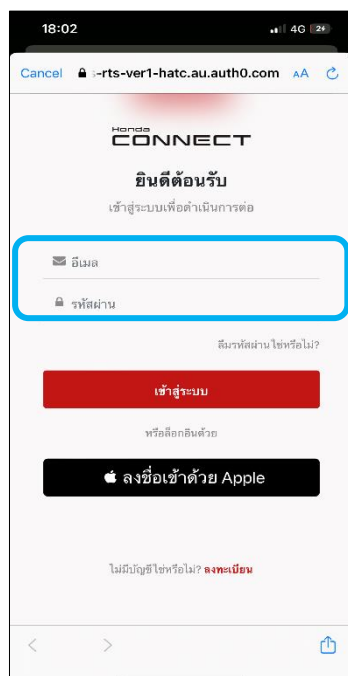 18:02
4G 24
Cancel -rts-ver1-hatc.au.auth0.com AA
Honda
CONNECT
ยินดีต้อนรับ
เข้าสู่ระบบเพื่อดำเนินการต่อ
อีเมล
รหัสผ่าน
ลืมรหัสผ่าน ใช่หรือไม่?
เข้าสู่ระบบ
หรือล็อกอินด้วย
ลงชื่อเข้าด้วย Apple
ไม่มีบัญชีใช่หรือไม่? ลงทะเบียน